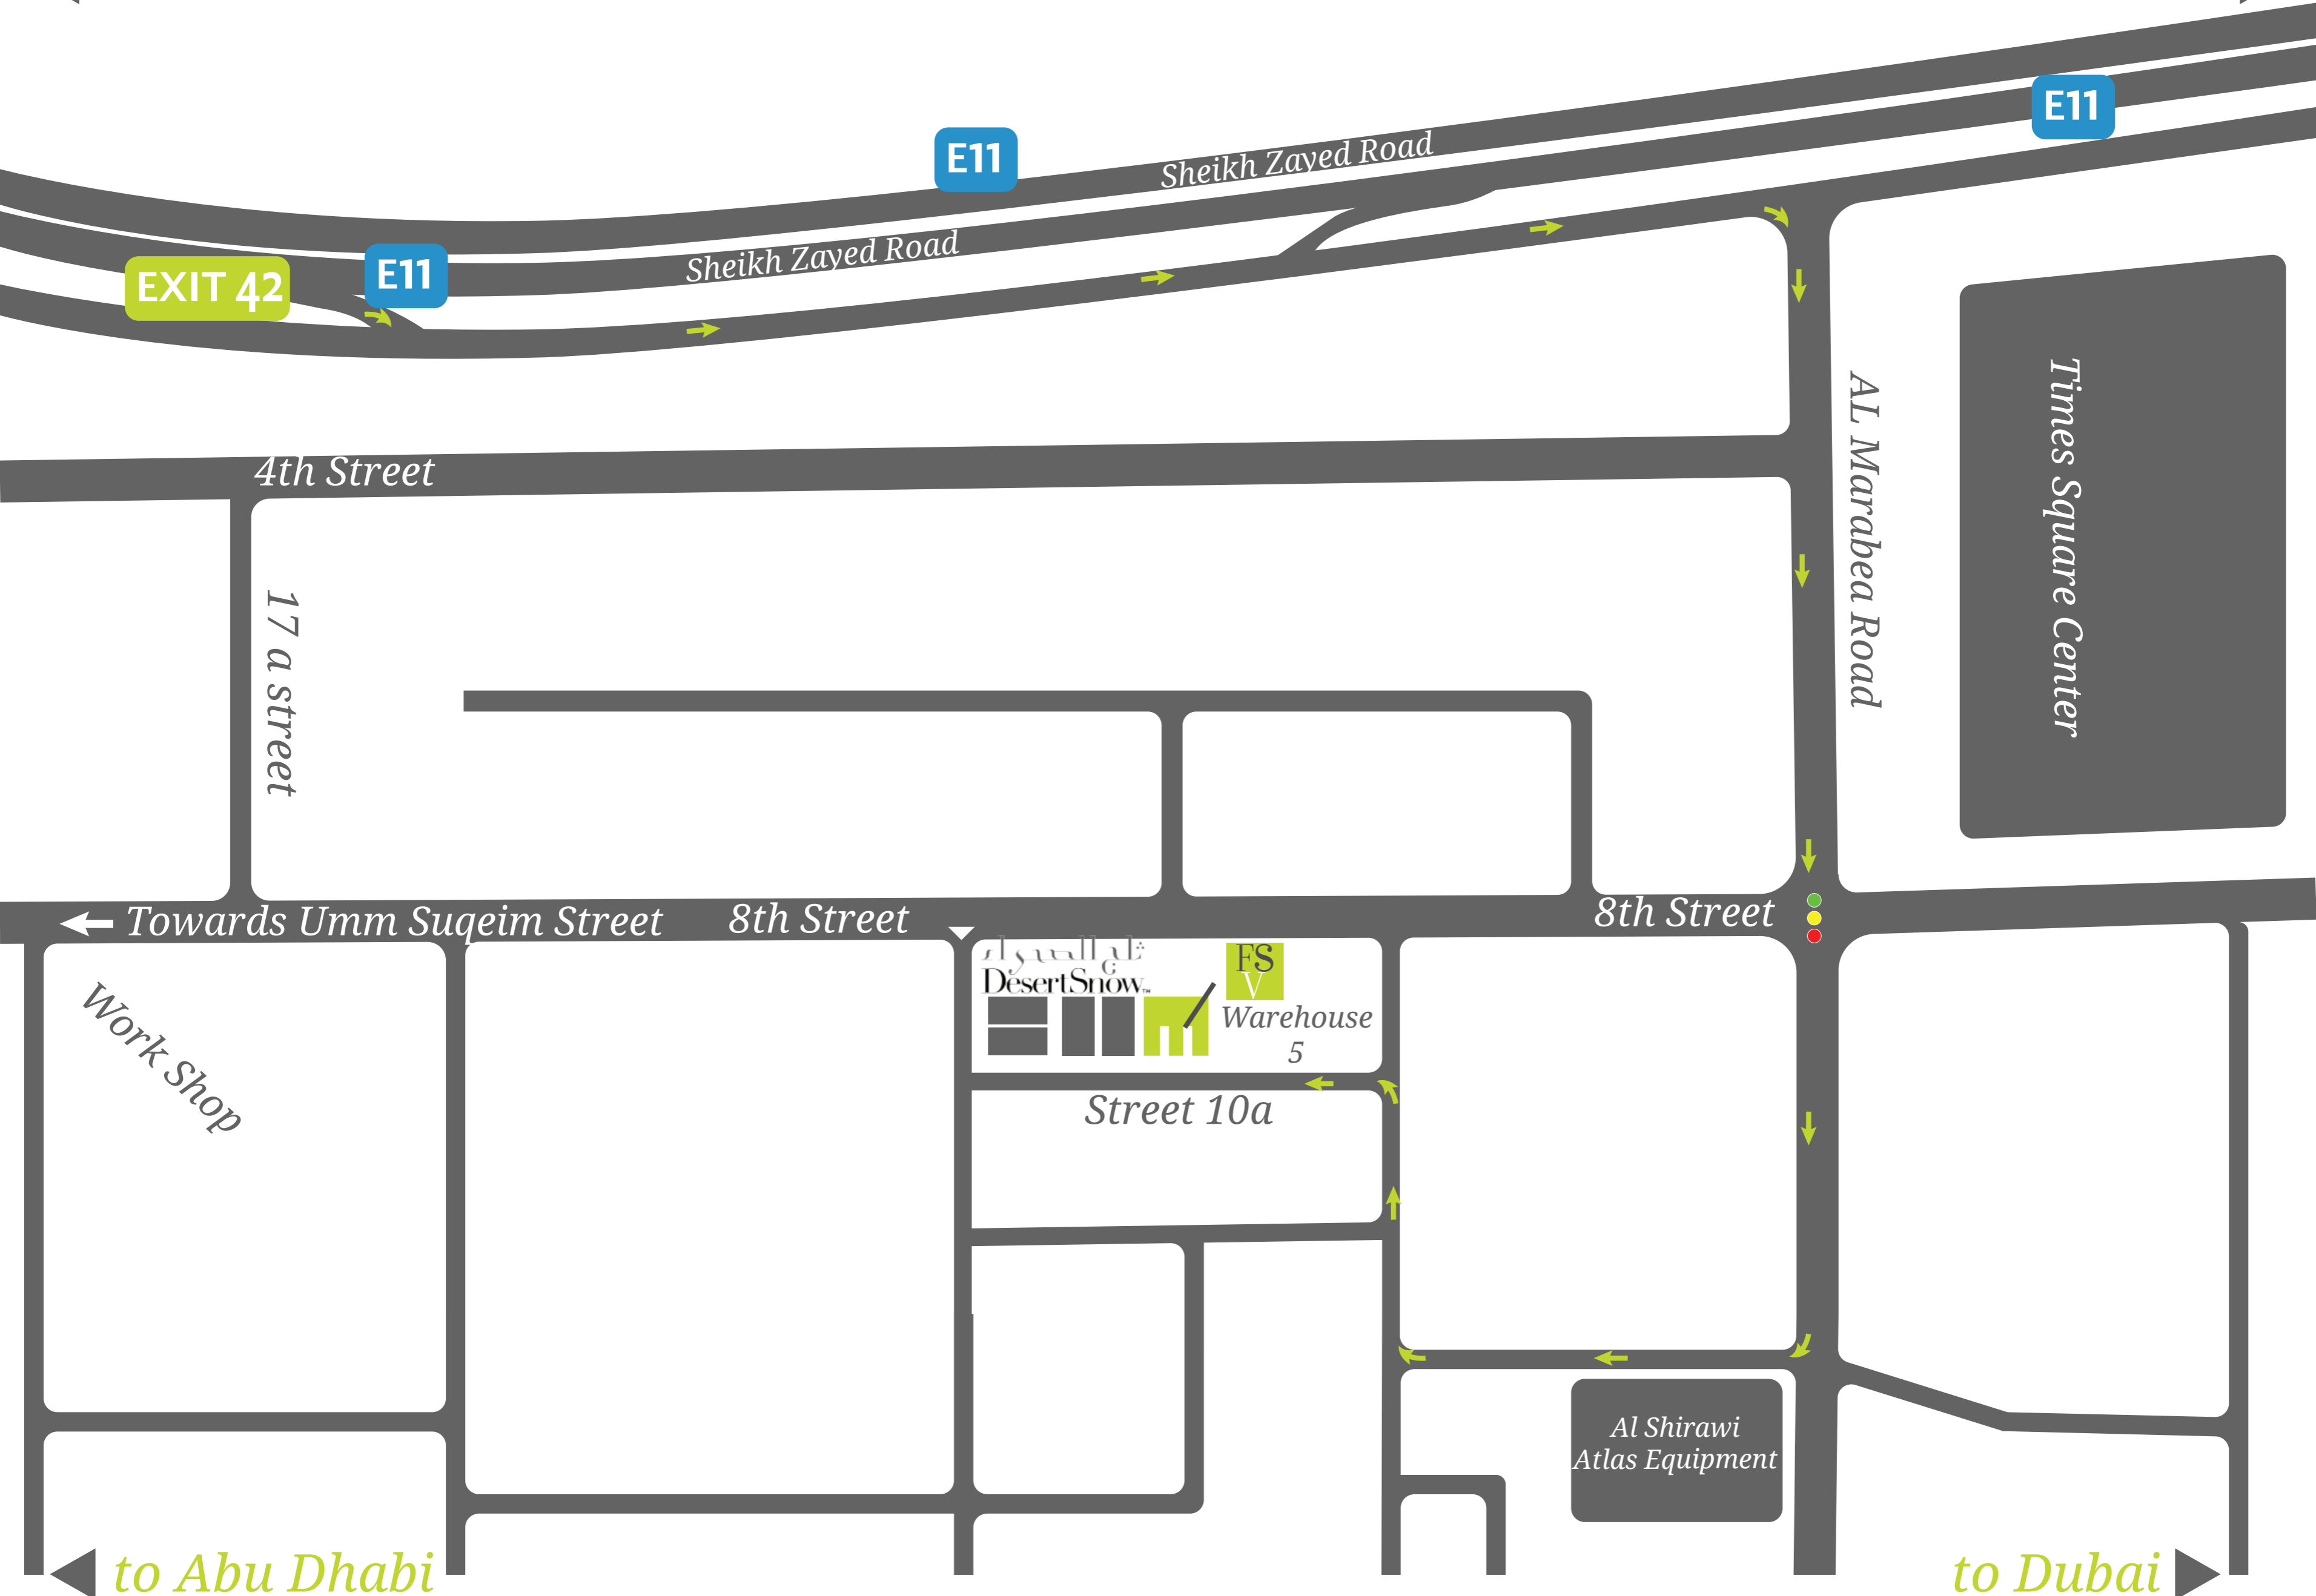 E11
E11
Sheikh Zayed Road
Sheikh Zayed Road
EXIT 42
E11
4th Street
AL Marabea Road
Times Square Center
17 a street
Towards Umm Suqeim Street
8th Street
8th Street
DesertSnow™
FS
V
Warehouse
5
Work Shop
Street 10a
Al Shirawi
Atlas Equipment
to Abu Dhabi
to Dubai